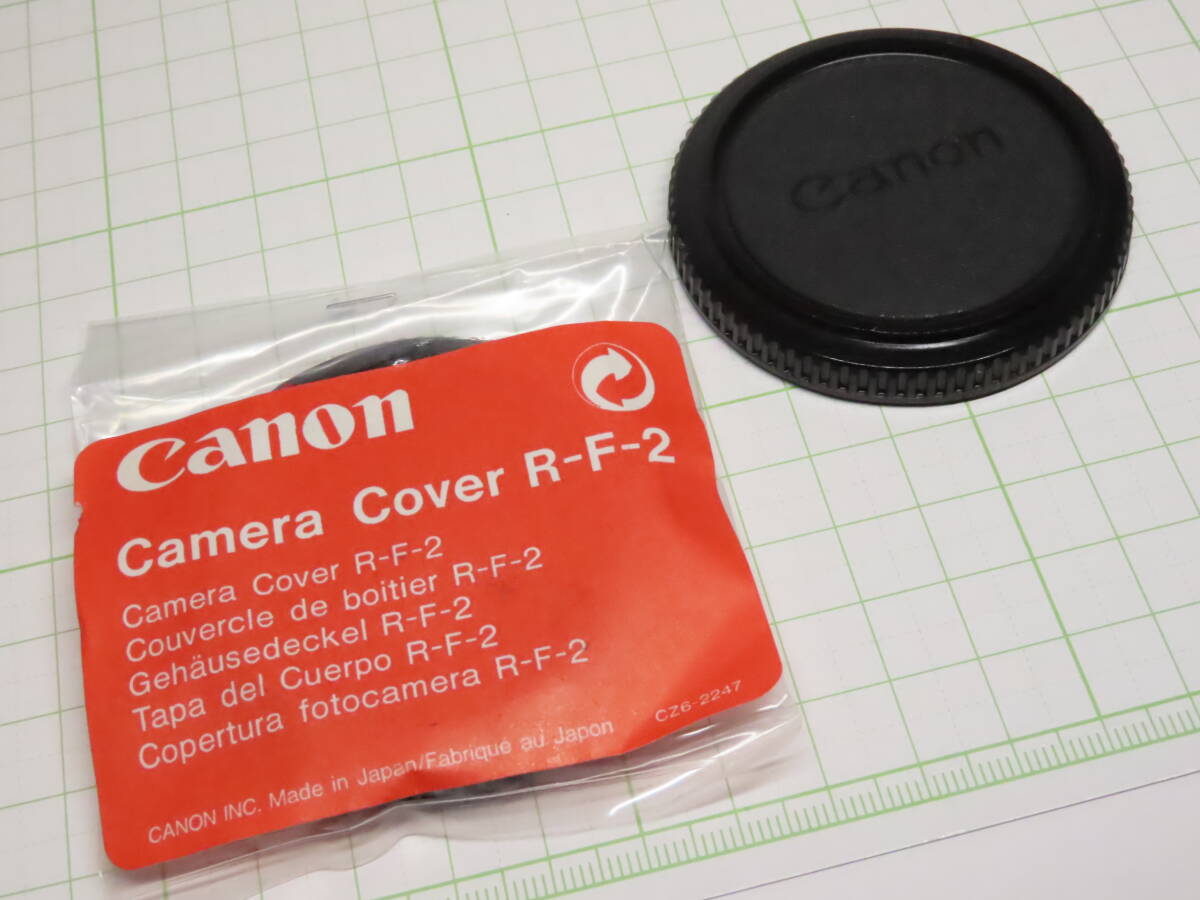 Canon
Canon
Camera Cover R-F-2
Camera Cover R-F-2
Couvercle de boitier R-F-2
Gehäusedeckel R-F-2
Tapa del Cuerpo R-F-2
Copertura fotocamera R-F-2
CZ6-2247
CANON INC. Made in Japan/Fabrique au Japon